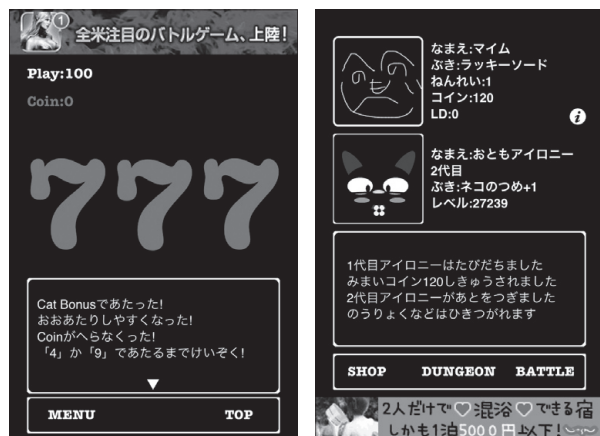 1
全米注目のバトルゲーム、上陸!
Play:100
Coin:0
777
Cat Bonusであたった!
おおあたりしやすくなった!
Coinがへらなくった!
「4」か「9」であたるまでけいぞく!
MENU
TOP
なまえ:マイム
ぶき:ラッキーソード
ねんれい:1
コイン:120
LD:0
i
なまえ:おともアイロニー
2代目
ぶき:ネコのつめ+1
レベル:27239
1代目アイロニーはたびだちました
みまいコイン120しきゅうされました
2代目アイロニーがあとをつぎました
のうりょくなどはひきつがれます
SHOP
DUNGEON
BATTLE
2人だけで♡混浴♡できる宿
しかも1泊5000円以下!